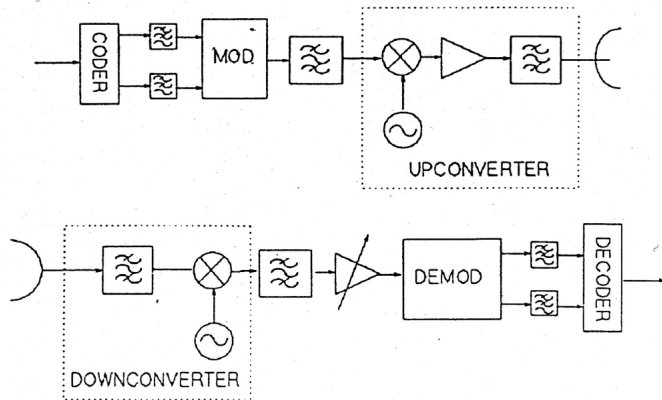 CODER
MOD.
UPCONVERTER
DOWNCONVERTER
DEMOD
DECODER